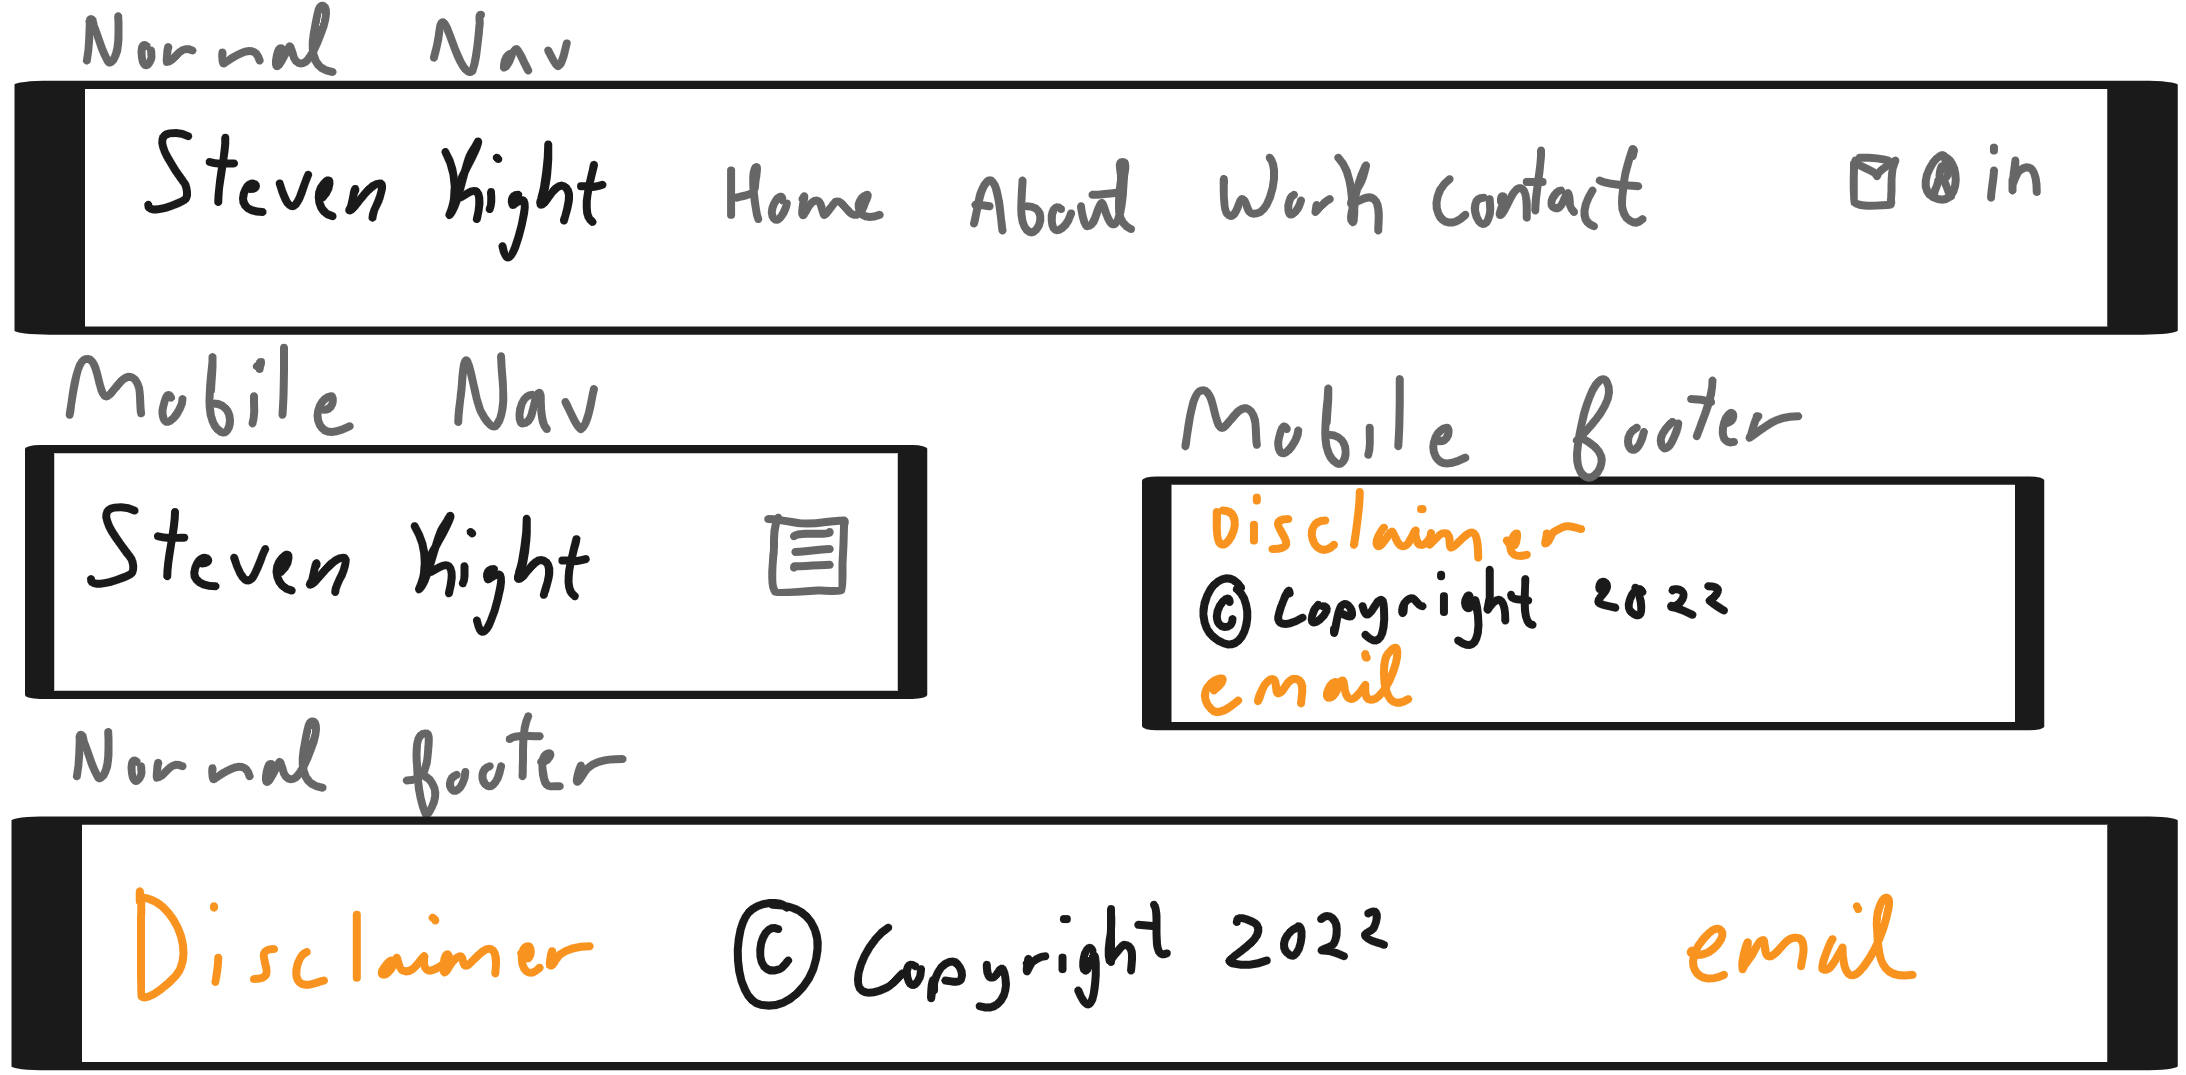 Normal Nav
Steven Kight Home About Work Contact in
Mobile Nav
Steven Kight
Mobile footer
Disclaimer
© Copyright 2022
email
Normal footer
Disclaimer © Copyright 2022 email